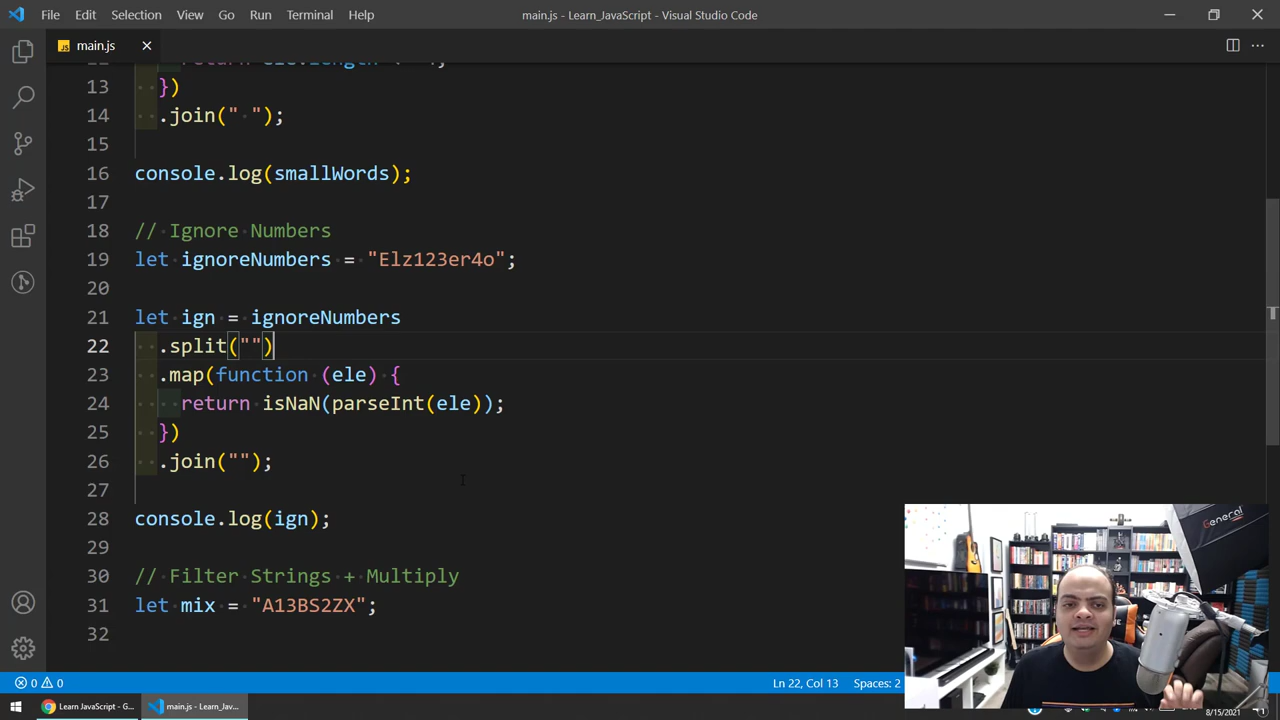 File Edit Selection View Go Run Terminal Help
main.js - Learn_JavaScript - Visual Studio Code
JS main.js
13 })
14 .join(" ");
15
16 console.log(smallWords);
17
18 // Ignore Numbers
19 let ignoreNumbers = "Elz123er4o";
20
21 let ign = ignoreNumbers
22 .split("")
23 .map(function (ele) {
24 return isNaN(parseInt(ele));
25 })
26 .join("");
27
28 console.log(ign);
29
30 // Filter Strings + Multiply
31 let mix = "A13BS2ZX";
32
General
0 0
Ln 22, Col 13
Spaces: 2
Learn JavaScript - G...
main.js - Learn_Jav...
8/15/2021